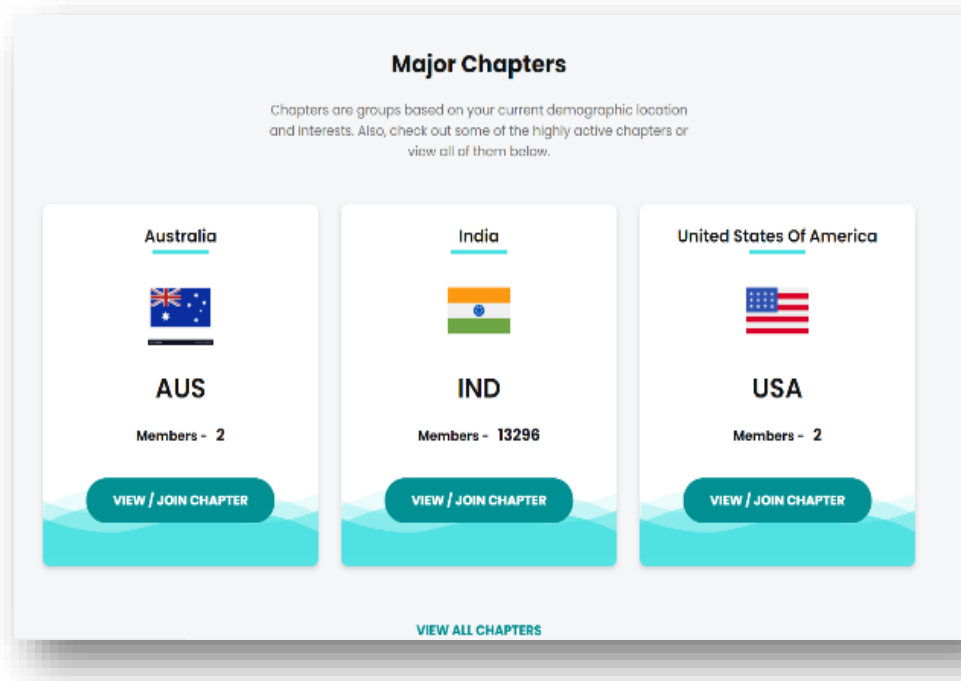 Major Chapters
Chapters are groups based on your current demographic location
and interests. Also, check out some of the highly active chapters or
view all of them below.
Australia
AUS
Members - 2
VIEW / JOIN CHAPTER
India
IND
Members - 13296
VIEW / JOIN CHAPTER
United States Of America
USA
Members - 2
VIEW / JOIN CHAPTER
VIEW ALL CHAPTERS